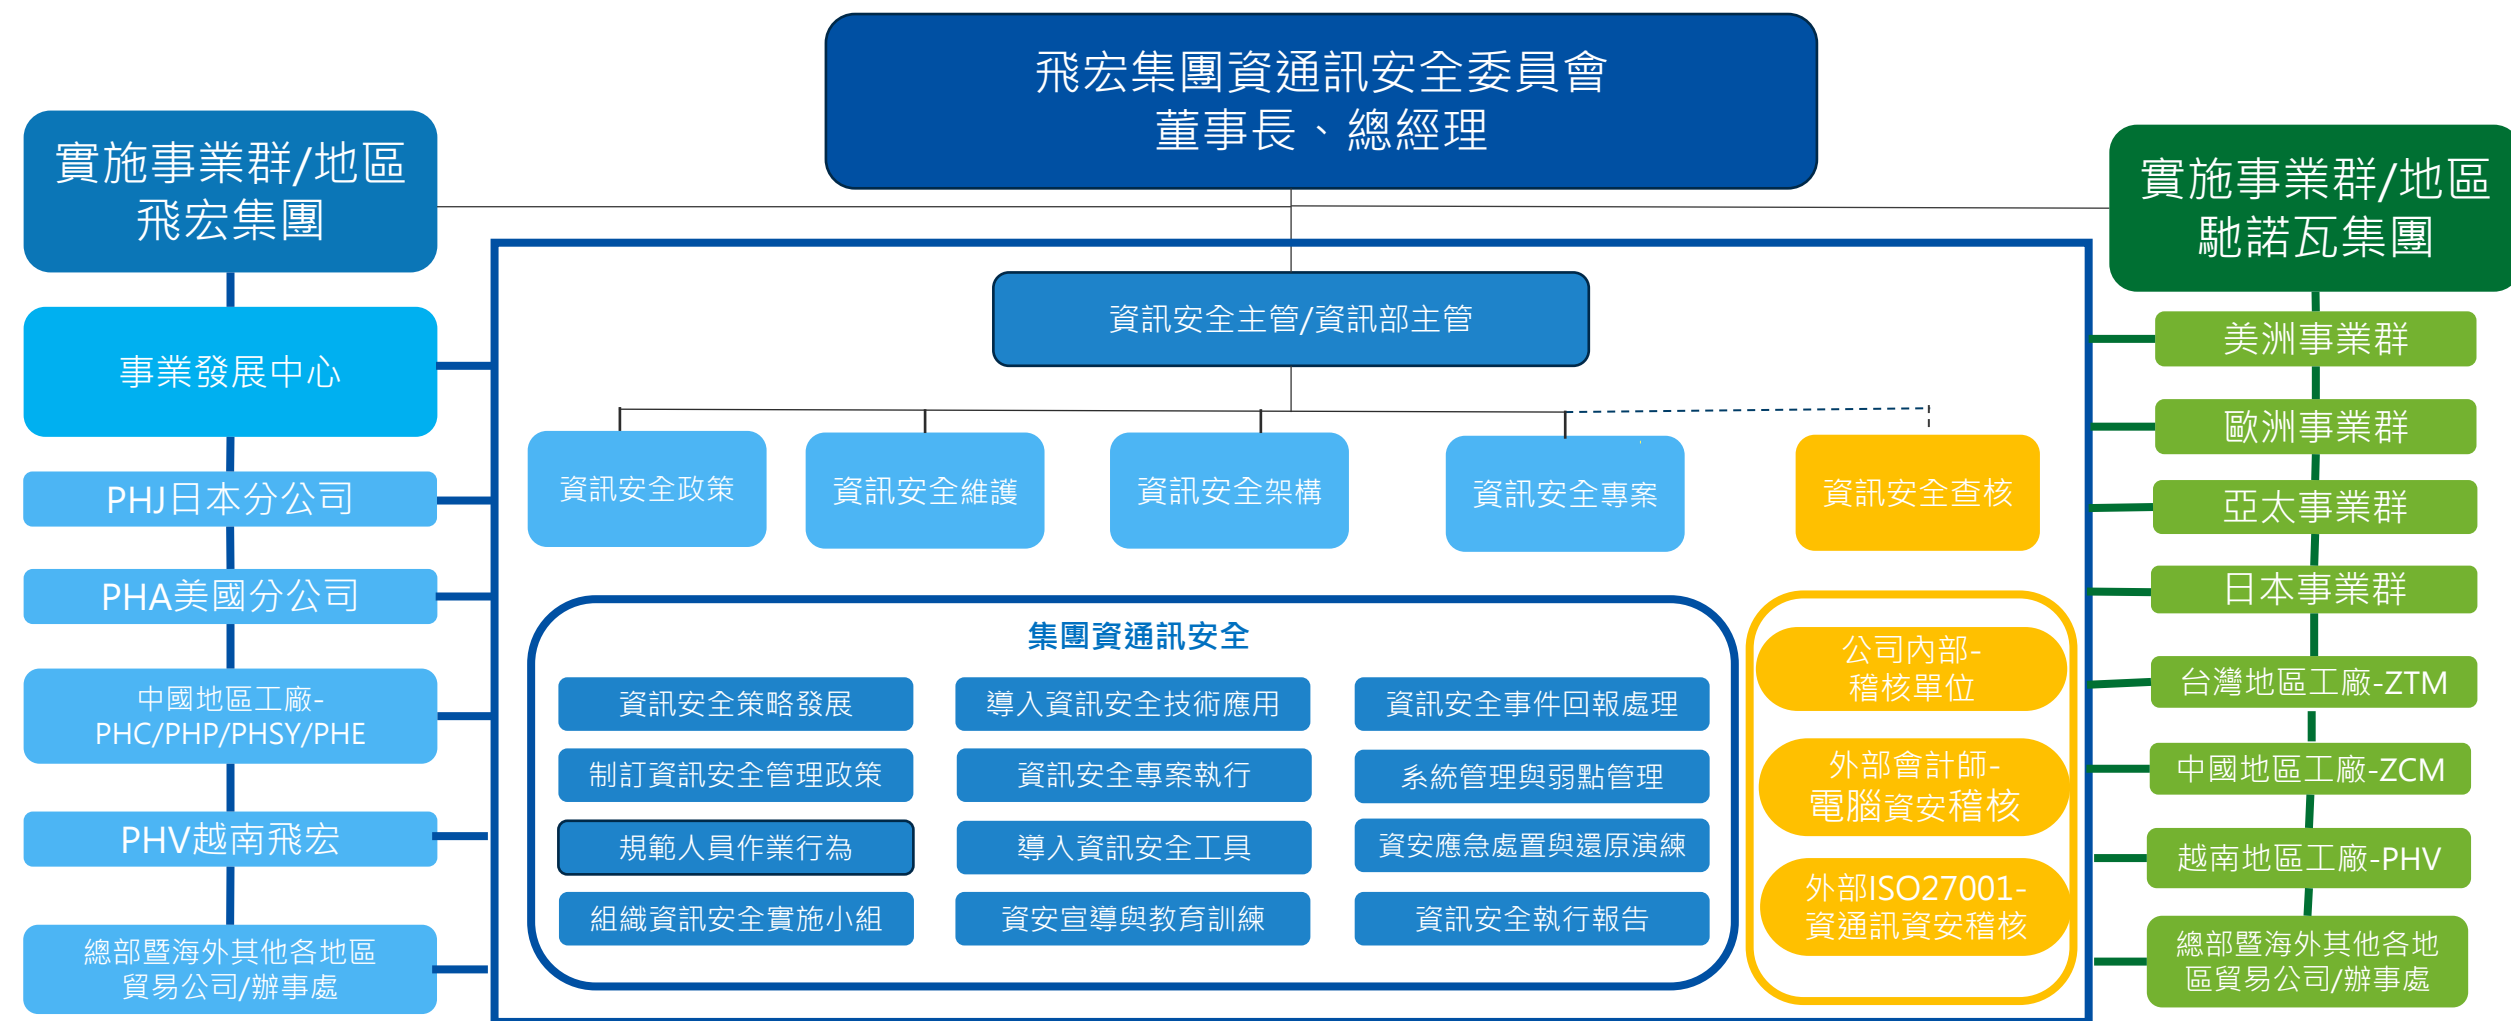 飛宏集團資通訊安全委員會
董事長、總經理
實施事業群/地區
飛宏集團
事業發展中心
PHJ日本分公司
PHA美國分公司
中國地區工廠-
PHC/PHP/PHSY/PHE
PHV越南飛宏
總部暨海外其他各地區
貿易公司/辦事處
資訊安全主管/資訊部主管
資訊安全政策
資訊安全維護
資訊安全架構
資訊安全專案
資訊安全查核
集團資通訊安全
資訊安全策略發展
導入資訊安全技術應用
資訊安全事件回報處理
制訂資訊安全管理政策
資訊安全專案執行
系統管理與弱點管理
規範人員作業行為
導入資訊安全工具
資安應急處置與還原演練
組織資訊安全實施小組
資安宣導與教育訓練
資訊安全執行報告
公司內部-
稽核單位
外部會計師-
電腦資安稽核
外部ISO27001-
資通訊資安稽核
實施事業群/地區
馳諾瓦集團
美洲事業群
歐洲事業群
亞太事業群
日本事業群
台灣地區工廠-ZTM
中國地區工廠-ZCM
越南地區工廠-PHV
總部暨海外其他各地
區貿易公司/辦事處